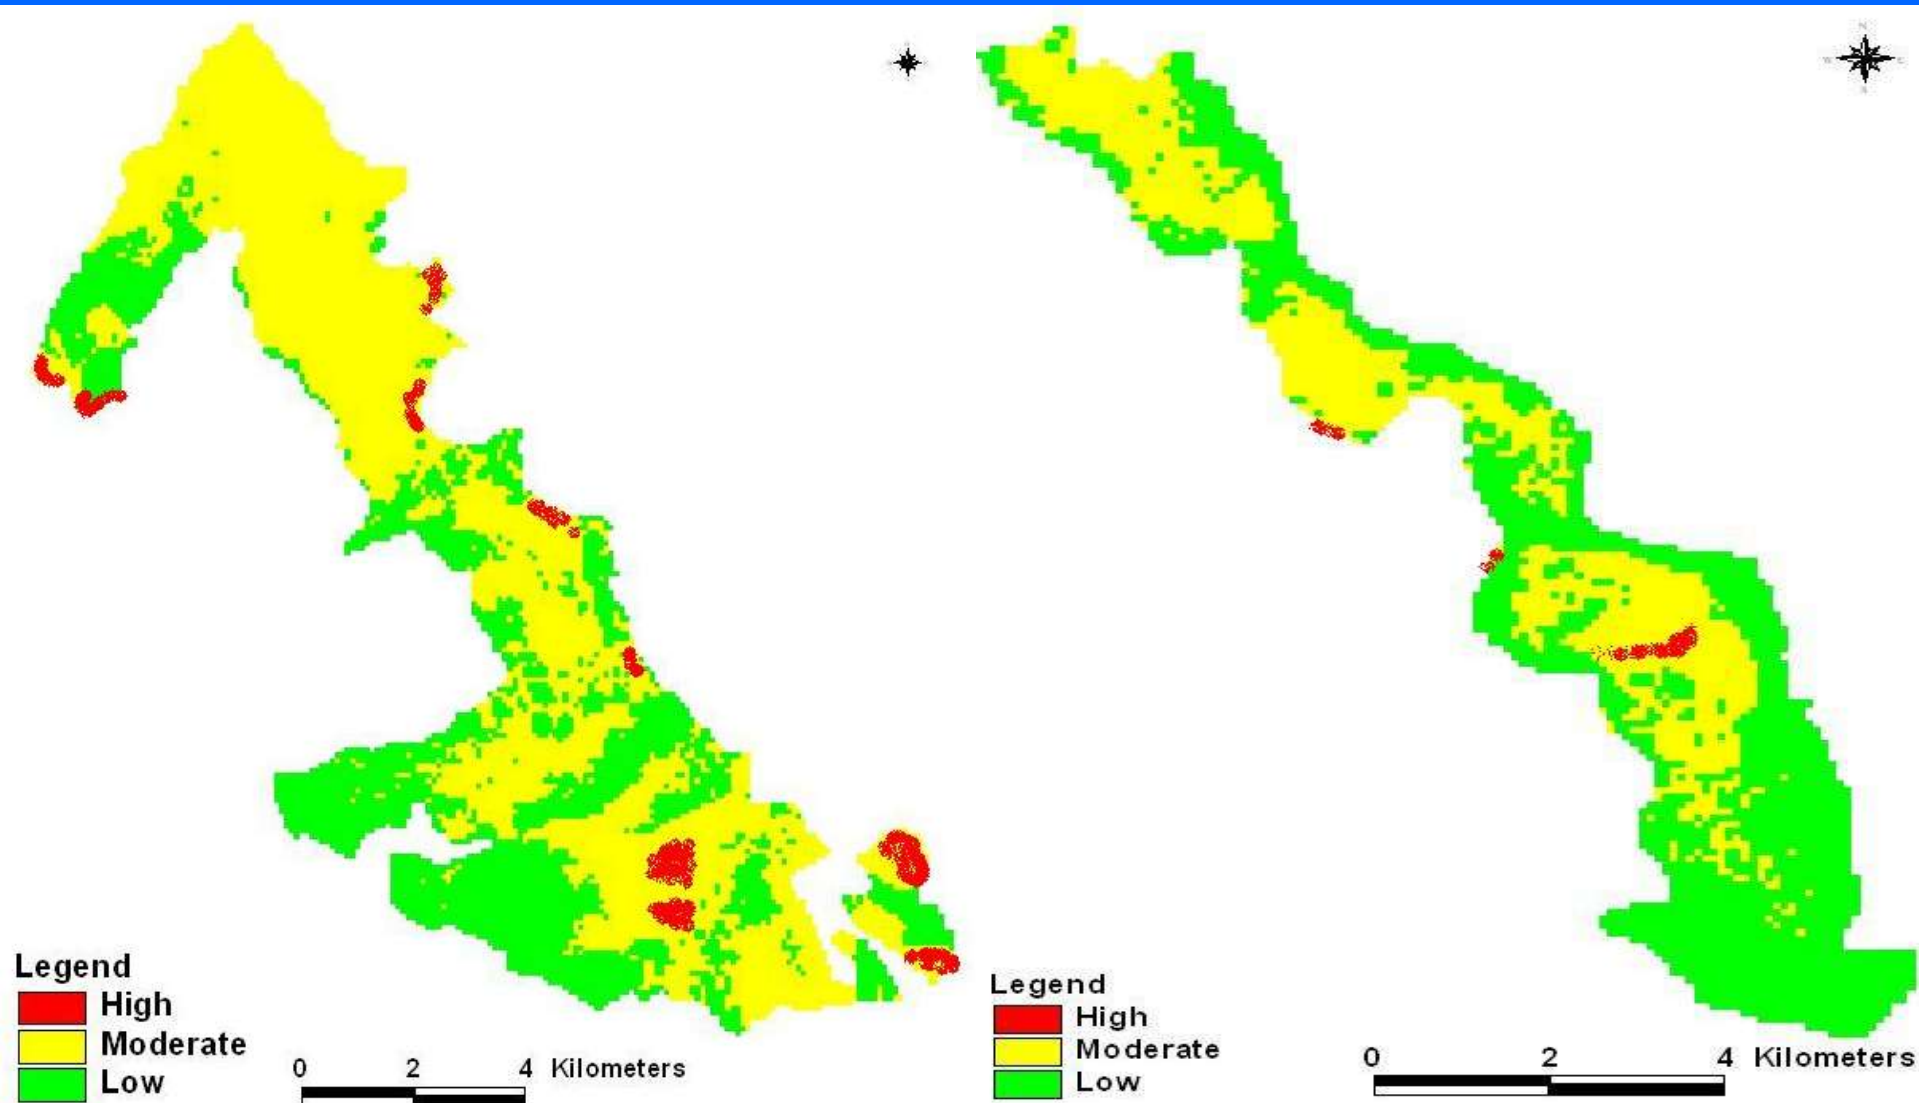 Legend
High
Moderate
Low
0 2 4 Kilometers
N
W E
S
Legend
High
Moderate
Low
0 2 4 Kilometers